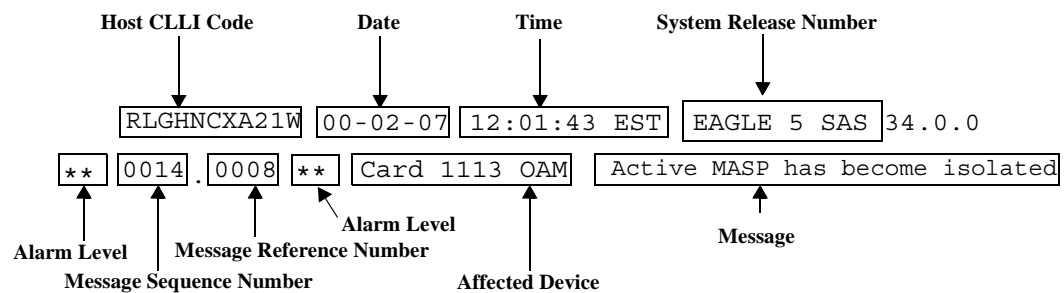 Host CLLI Code Date Time System Release Number
RLGHNCXA21W 00-02-07 12:01:43 EST EAGLE 5 SAS 34.0.0
** 0014 . 0008 ** Card 1113 OAM Active MASP has become isolated
Alarm Level Message
Alarm Level Message Reference Number
Message Sequence Number Affected Device